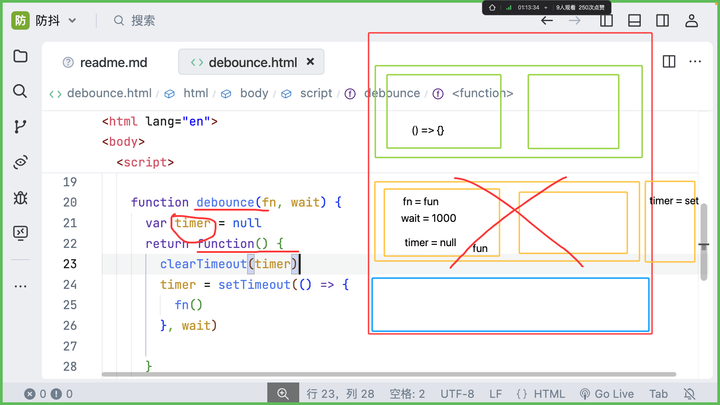 01:13:34 9人观看 250次点赞
防 防抖 搜索
readme.md debounce.html
debounce.html html body script debounce <function>
<html lang="en">
<body>
<script>
19
20 function debounce(fn, wait) {
21 var timer = null
22 return function() {
23 clearTimeout(timer)
24 timer = setTimeout(() => {
25 fn()
26 }, wait)
27
28 }
() => {}
fn = fun
wait = 1000
timer = null
fun
timer = set
0 0 行 23，列 28 空格: 2 UTF-8 LF {} HTML Go Live Tab